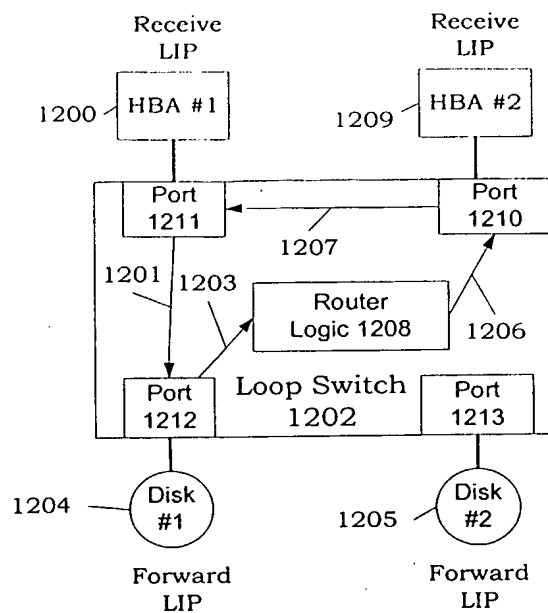 Receive
LIP
Receive
LIP
1200
HBA #1
1209
HBA #2
Port
1211
Port
1210
1207
1201
1203
Router
Logic 1208
1206
Port
1212
Loop Switch
1202
Port
1213
1204
Disk
#1
1205
Disk
#2
Forward
LIP
Forward
LIP